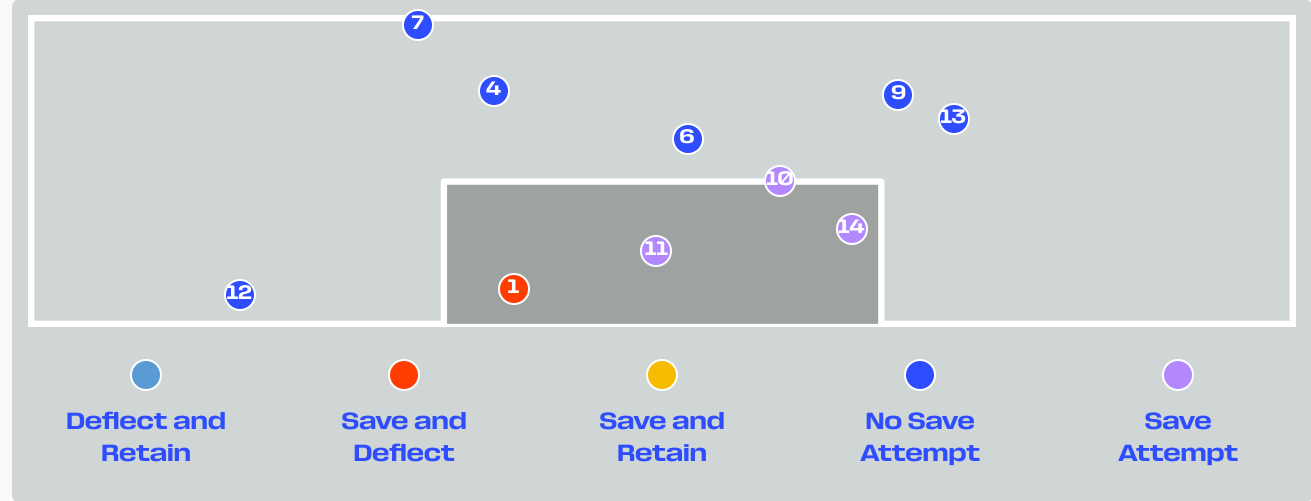 7
4
9
13
6
10
14
11
1
12
Deflect and
Retain
Save and
Deflect
Save and
Retain
No Save
Attempt
Save
Attempt